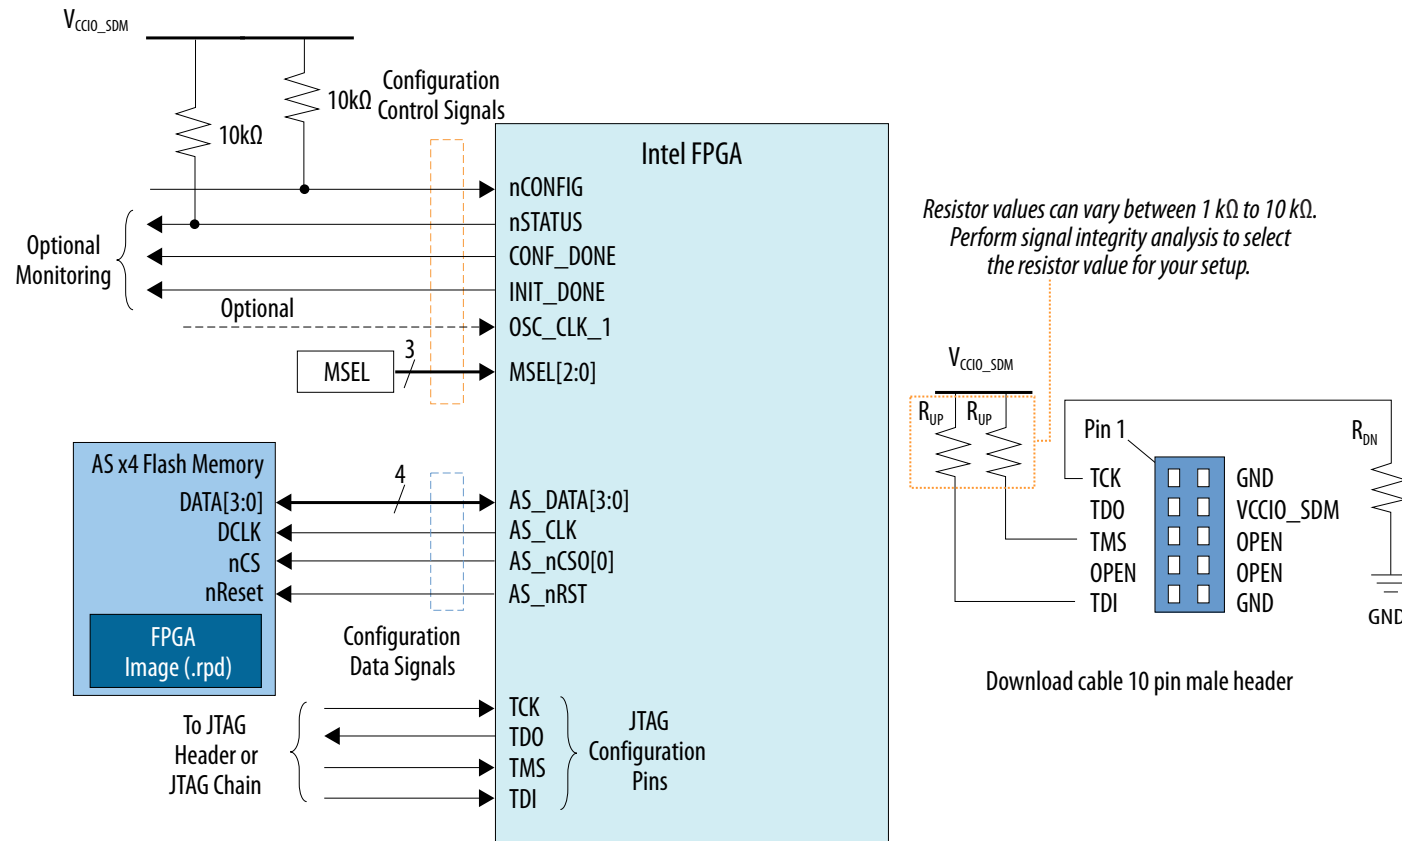 VCCIO_SDM
10kΩ
10kΩ
Configuration
Control Signals
Intel FPGA
nCONFIG
nSTATUS
CONF_DONE
INIT_DONE
OSC_CLK_1
MSEL[2:0]
Optional
Monitoring
Optional
MSEL
3
AS x4 Flash Memory
DATA[3:0]
DCLK
nCS
nReset
FPGA
Image (.rpd)
4
AS_DATA[3:0]
AS_CLK
AS_nCSO[0]
AS_nRST
Configuration
Data Signals
To JTAG
Header or
JTAG Chain
TCK
TDO
TMS
TDI
JTAG
Configuration
Pins
Resistor values can vary between 1 kΩ to 10 kΩ.
Perform signal integrity analysis to select
the resistor value for your setup.
VCCIO_SDM
RUP
RUP
Pin 1
RDN
TCK
TDO
TMS
OPEN
TDI
GND
VCCIO_SDM
OPEN
OPEN
GND
GND
Download cable 10 pin male header